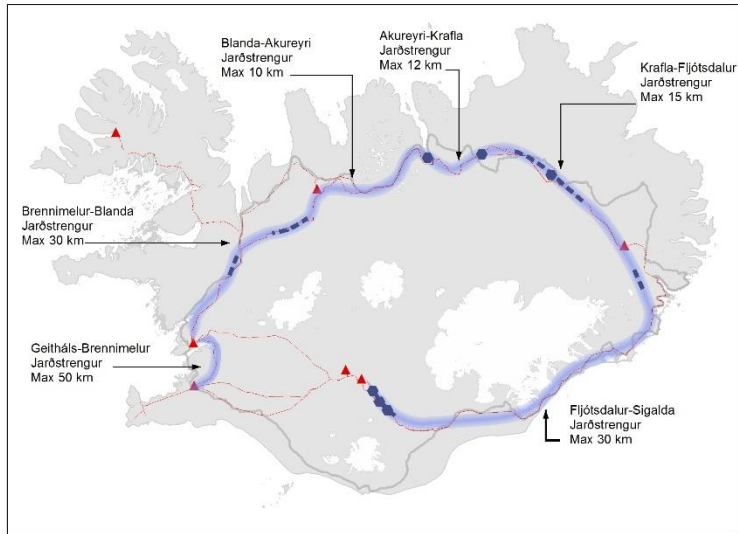 Blanda-Akureyri
Jarðstrengur
Max 10 km
Akureyri-Krafla
Jarðstrengur
Max 12 km
Krafla-Fljótsdalur
Jarðstrengur
Max 15 km
Brennimelur-Blanda
Jarðstrengur
Max 30 km
Geitháls-Brennimelur
Jarðstrengur
Max 50 km
Fljótsdalur-Sigalda
Jarðstrengur
Max 30 km